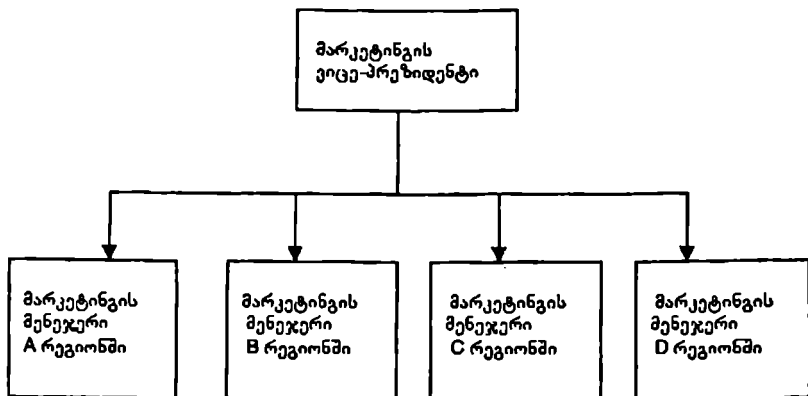 მარკეტინგის
ვიცე-პრეზიდენტი
მარკეტინგის
მენეჯერი
A რეგიონში
მარკეტინგის
მენეჯერი
B რეგიონში
მარკეტინგის
მენეჯერი
C რეგიონში
მარკეტინგის
მენეჯერი
D რეგიონში